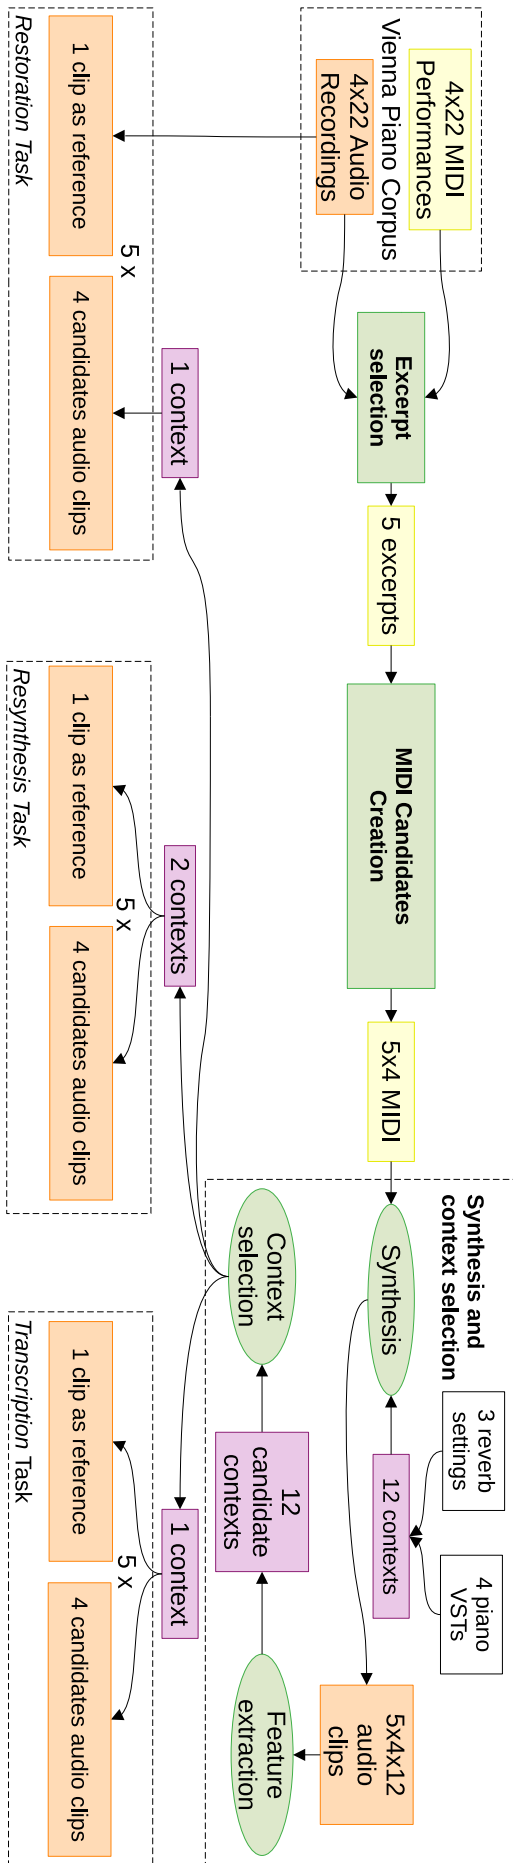 4x22 MIDI
Performances
4x22 Audio
Recordings
Vienna Piano Corpus
Excerpt
selection
5 excerpts
MIDI Candidates
Creation
5x4 MIDI
Synthesis and
context selection
Synthesis
3 reverb
settings
4 piano
VSTs
12 contexts
5x4x12
audio
clips
Feature
extraction
12
candidate
contexts
Context
selection
1 context
1 clip as reference
5 x
4 candidates audio clips
Restoration Task
2 contexts
1 clip as reference
5 x
4 candidates audio clips
Resynthesis Task
1 context
1 clip as reference
5 x
4 candidates audio clips
Transcription Task